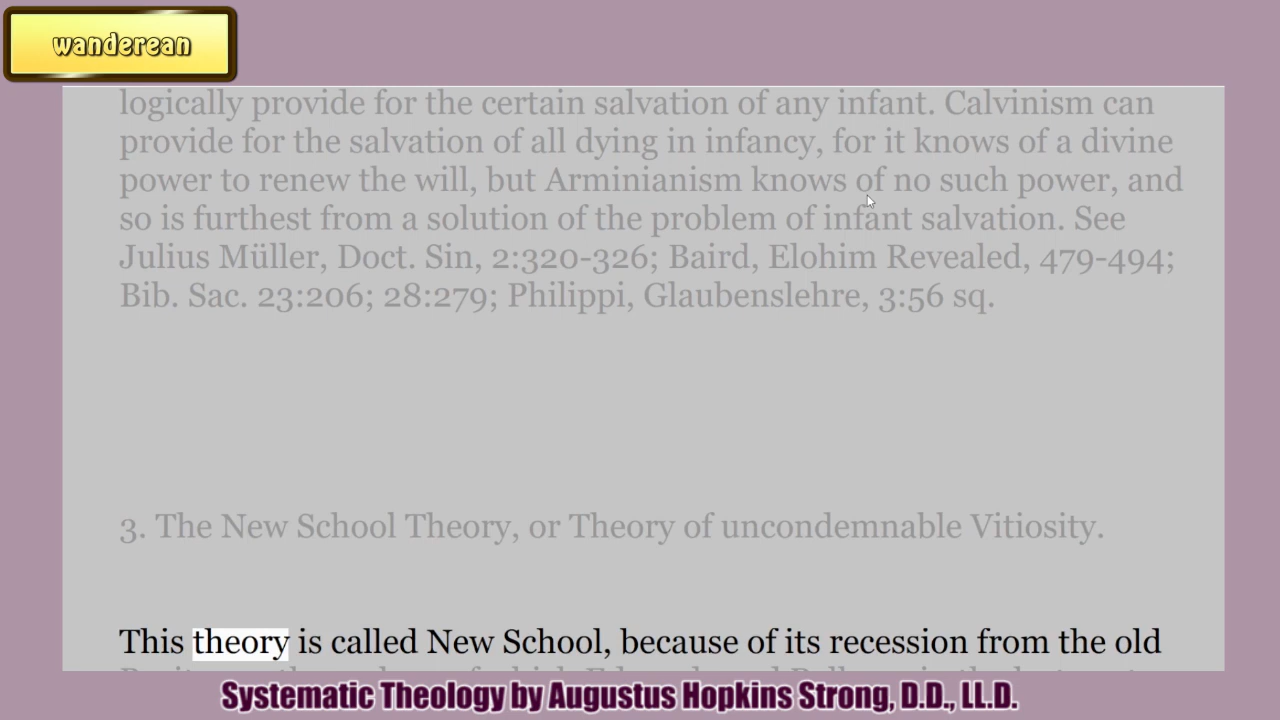 wanderean
logically provide for the certain salvation of any infant. Calvinism can
provide for the salvation of all dying in infancy, for it knows of a divine
power to renew the will, but Arminianism knows of no such power, and
so is furthest from a solution of the problem of infant salvation. See
Julius Müller, Doct. Sin, 2:320-326; Baird, Elohim Revealed, 479-494;
Bib. Sac. 23:206; 28:279; Philippi, Glaubenslehre, 3:56 sq.
3. The New School Theory, or Theory of uncondemnable Vitiosity.
This theory is called New School, because of its recession from the old
Systematic Theology by Augustus Hopkins Strong, D.D., LL.D.